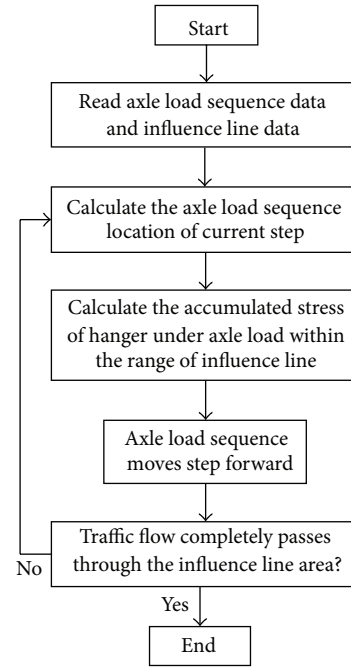 Start
Read axle load sequence data
and influence line data
Calculate the axle load sequence
location of current step
Calculate the accumulated stress
of hanger under axle load within
the range of influence line
Axle load sequence
moves step forward
Traffic flow completely passes
through the influence line area?
No
Yes
End